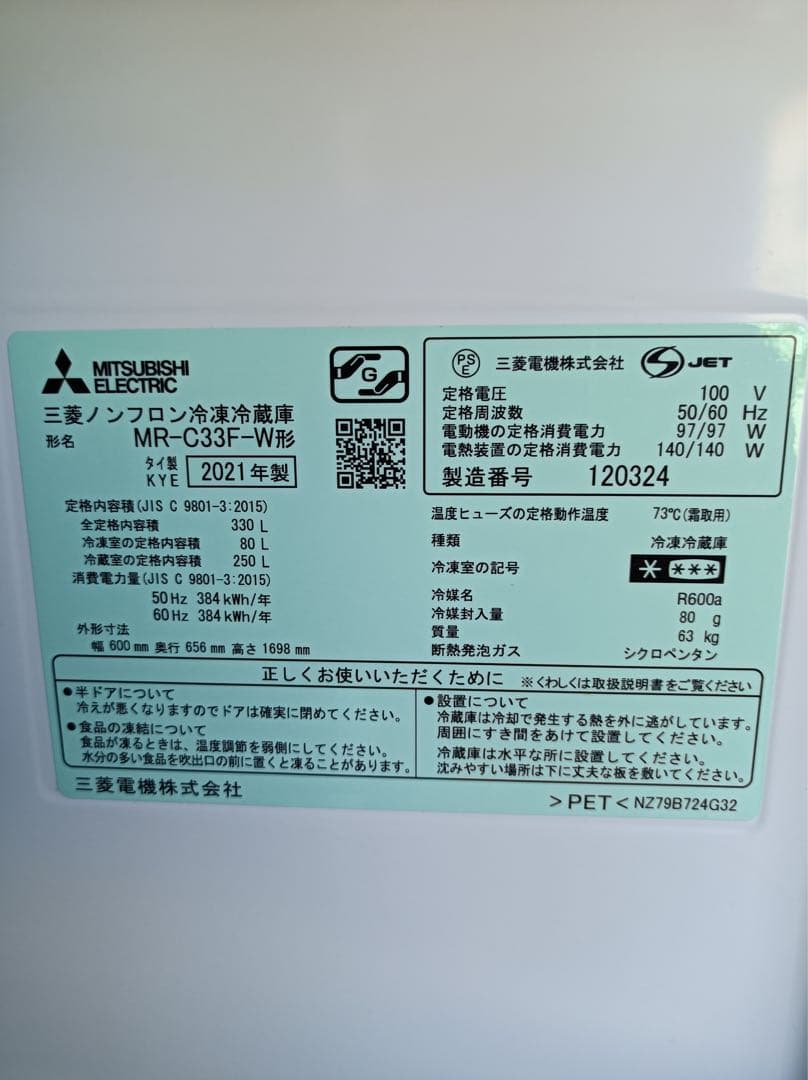 MITSUBISHI
ELECTRIC
三菱ノンフロン冷凍冷蔵庫
形名 MR-C33F-W形
タイ製
KYE 2021年製
G
定格内容積(JIS C 9801-3:2015)
全定格内容積 330 L
冷凍室の定格内容積 80 L
冷蔵室の定格内容積 250 L
消費電力量(JIS C 9801-3:2015)
50Hz 384kWh/年
60Hz 384kWh/年
外形寸法
幅 600 mm 奥行 656 mm 高さ 1698 mm
PS
E 三菱電機株式会社 JET
定格電圧 100 V
定格周波数 50/60 Hz
電動機の定格消費電力 97/97 W
電熱装置の定格消費電力 140/140 W
製造番号 120324
温度ヒューズの定格動作温度 73℃(霜取用)
種類 冷凍冷蔵庫
冷凍室の記号 * ***
冷媒名 R600a
冷媒封入量 80 g
質量 63 kg
断熱発泡ガス シクロペンタン
正しくお使いいただくために ※くわしくは取扱説明書をご覧ください
●半ドアについて
冷えが悪くなりますのでドアは確実に閉めてください。
●食品の凍結について
食品が凍るときは、温度調節を弱側にしてください。
水分の多い食品を吹出口の前に置くと凍ることがあります。
●設置について
冷蔵庫は冷却で発生する熱を外に逃がしています。
周囲にすき間をあけて設置してください。
冷蔵庫は水平な所に設置してください。
沈みやすい場所は下に丈夫な板を敷いてください。
三菱電機株式会社
>PET< NZ79B724G32